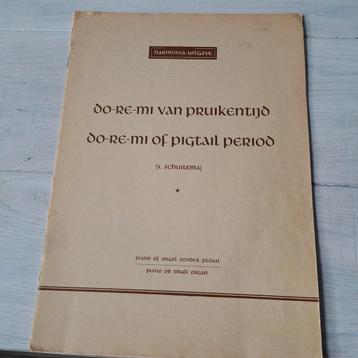 harmonia-uitgave
do-re-mi van pruikentijd
do-re-mi of pigtail period
(s. schuitema)
*
piano of orgel zonder pedaal
piano or small organ